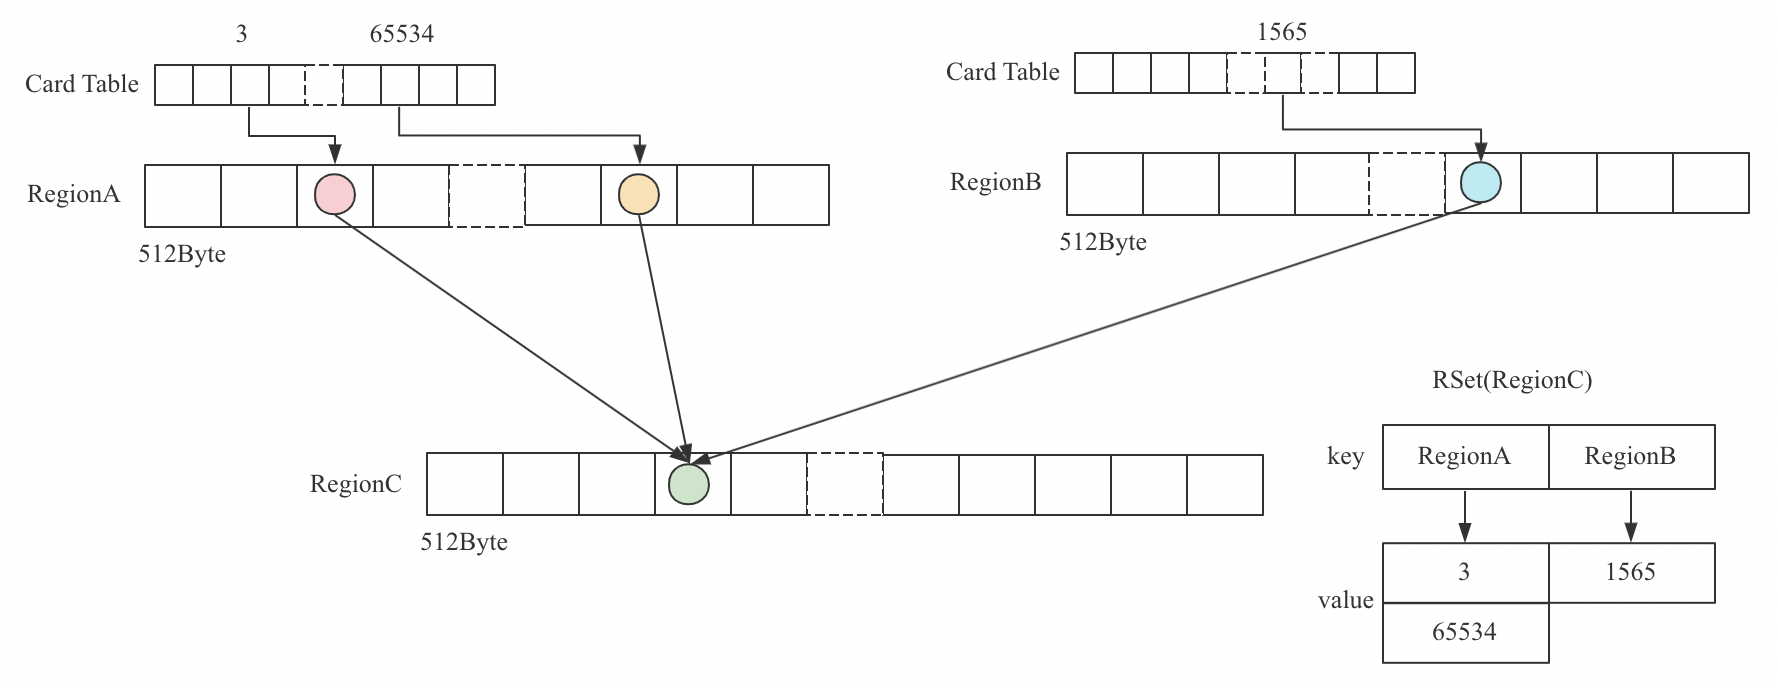 3
65534
Card Table
RegionA
512Byte
1565
Card Table
RegionB
512Byte
RegionC
512Byte
RSet(RegionC)
key
RegionA
RegionB
value
3
1565
65534